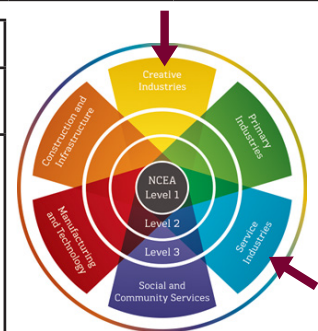 Creative
Industries
Primary
Industries
Service
Industries
Social and
Community Services
Manufacturing
and Technology
Construction and
Infrastructure
NCEA
Level 1
Level 2
Level 3